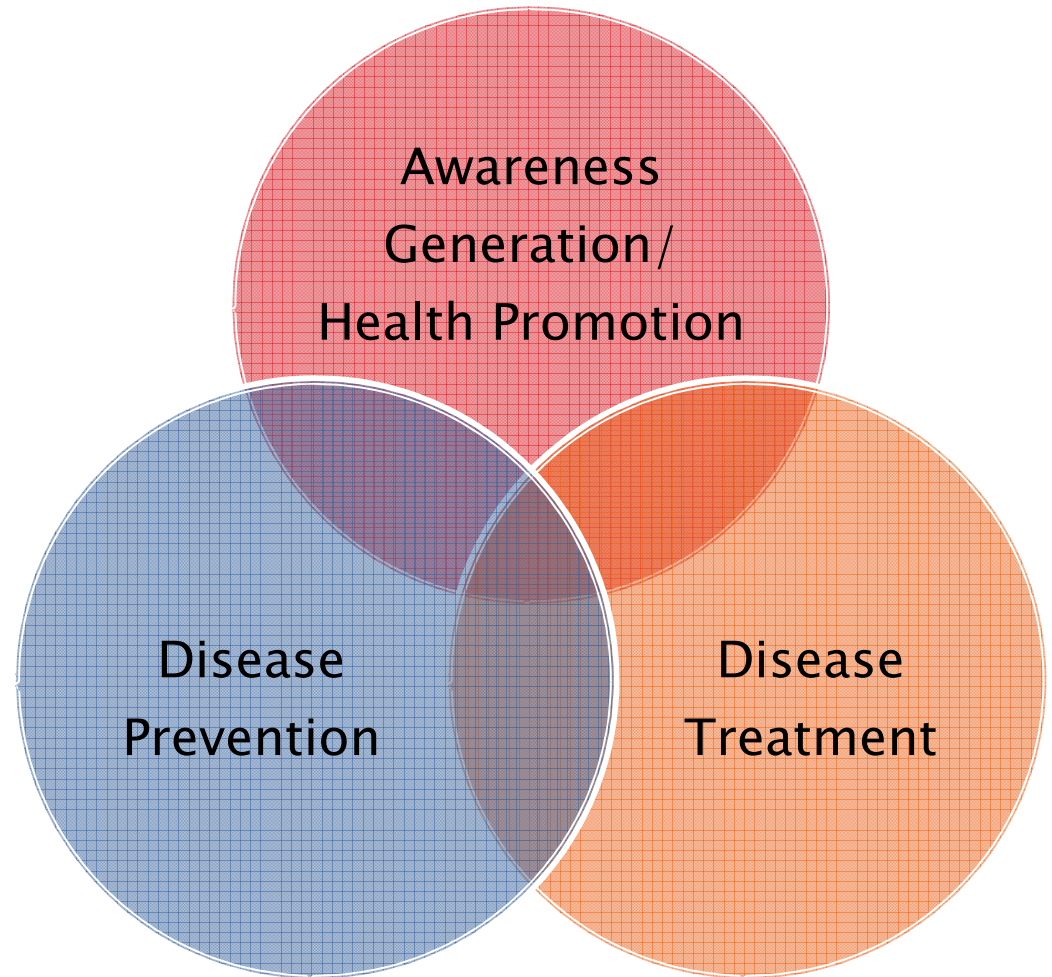 Awareness
Generation/
Health Promotion
Disease
Prevention
Disease
Treatment